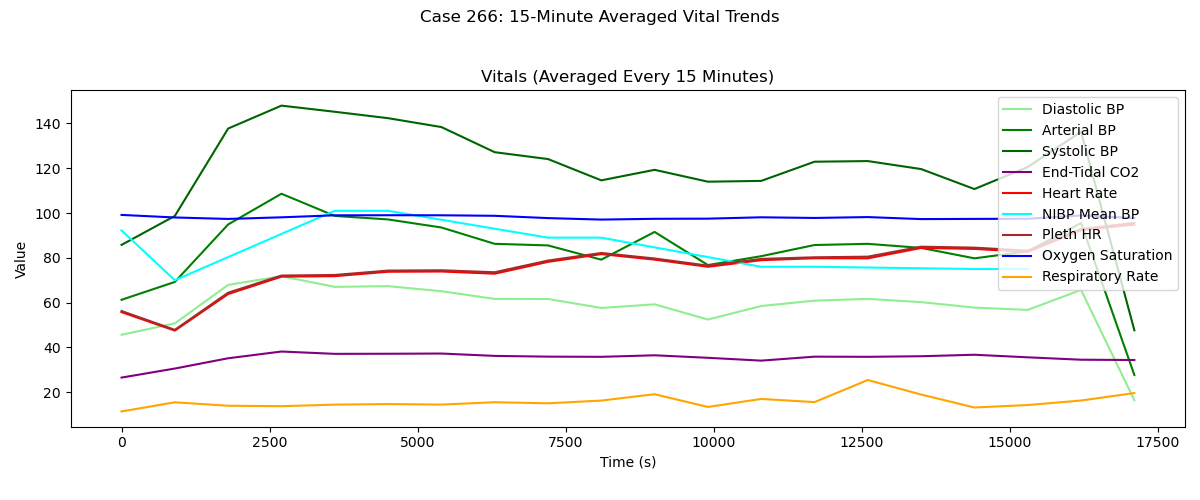 Case 266: 15-Minute Averaged Vital Trends
Vitals (Averaged Every 15 Minutes)
Value
140
120
100
80
60
40
20
Diastolic BP
Arterial BP
Systolic BP
End-Tidal CO2
Heart Rate
NIBP Mean BP
Pleth HR
Oxygen Saturation
Respiratory Rate
0 2500 5000 7500 10000 12500 15000 17500
Time (s)